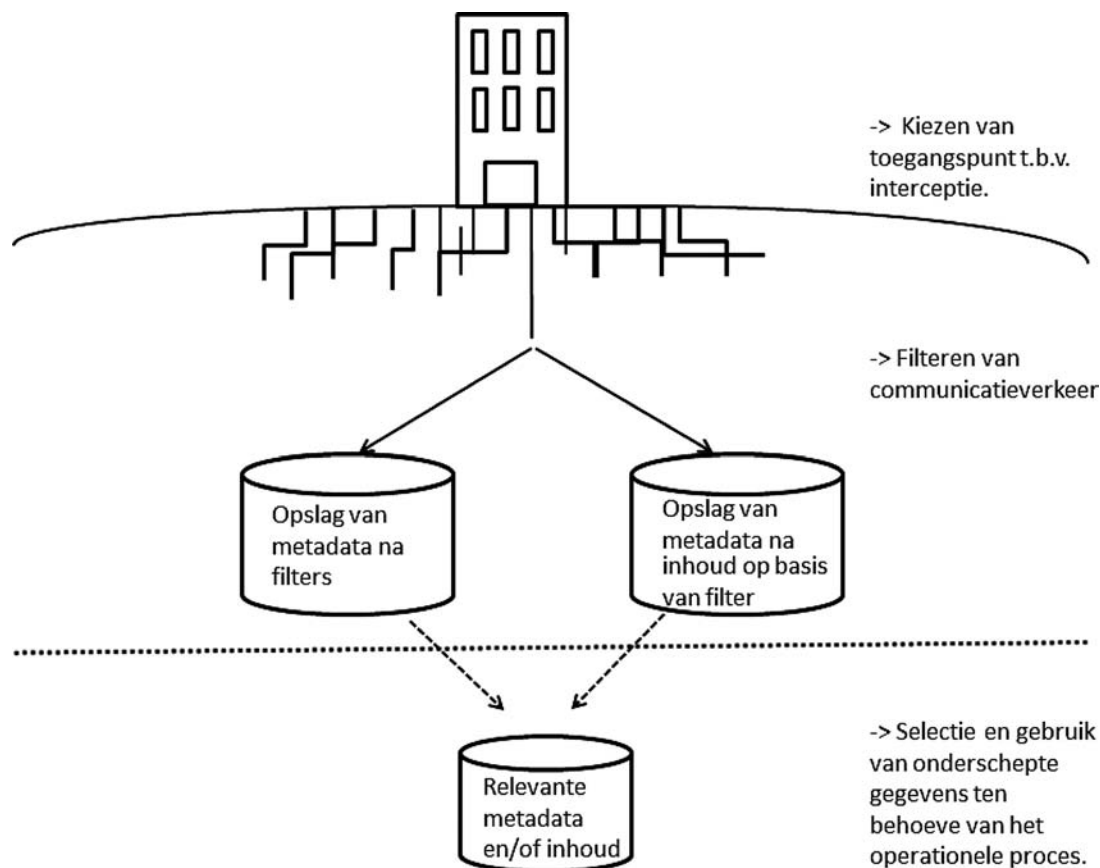 -> Kiezen van
toegangspunt t.b.v.
interceptie.
-> Filteren van
communicatieverkeer
Opslag van
metadata na
filters
Opslag van
metadata na
inhoud op basis
van filter
Relevante
metadata
en/of inhoud
-> Selectie en gebruik
van onderschepte
gegevens ten
behoeve van het
operationele proces.